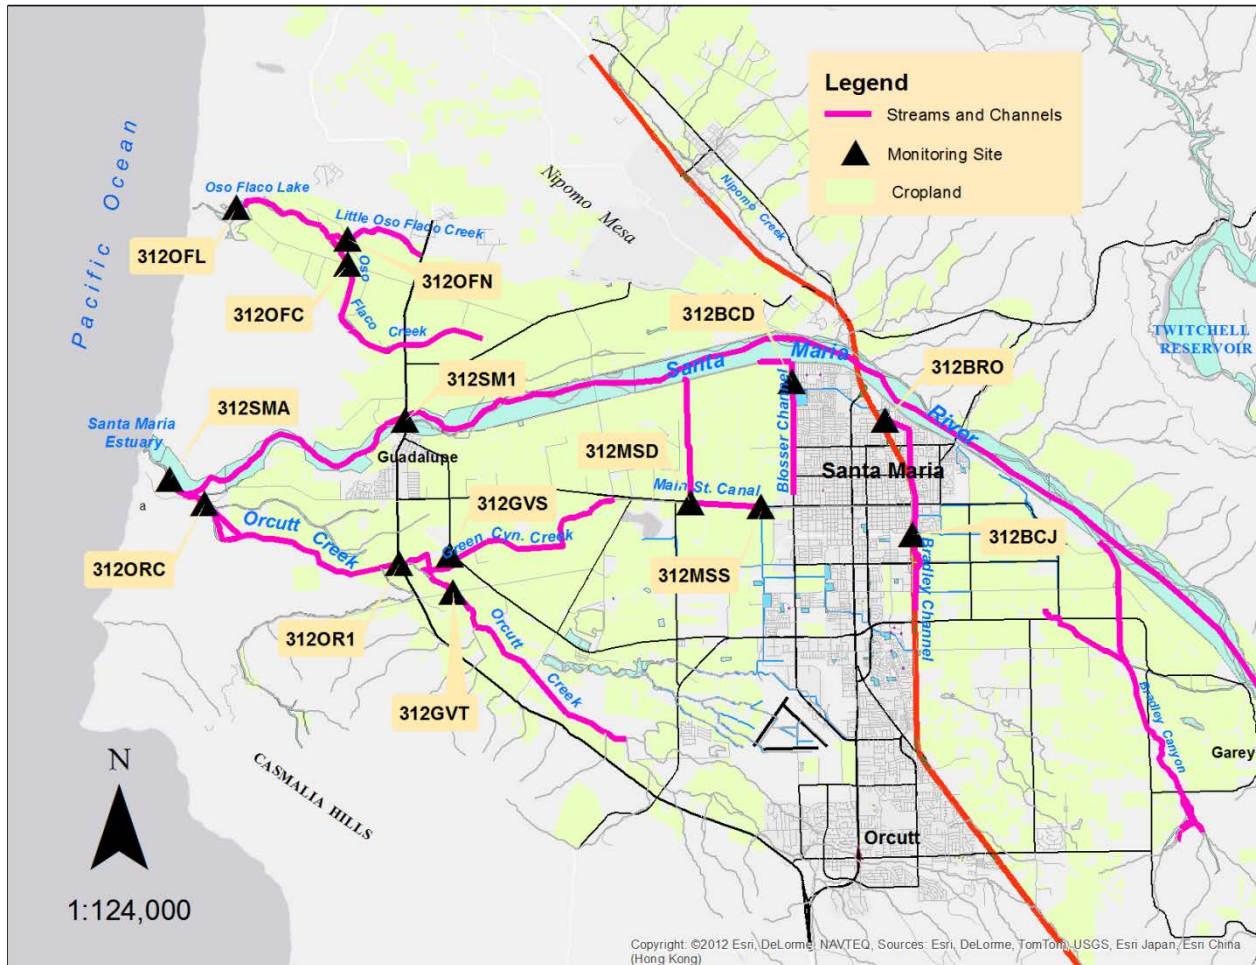 Legend
Streams and Channels
Monitoring Site
Cropland
Pacific Ocean
Nipomo Mesa
Nipomo Creek
Oso Flaco Lake
Little Oso Flaco Creek
312OFL
312OFN
312OFC
Oso Flaco Creek
312BCD
TWITCHELL
RESERVOIR
Santa Maria River
312BRO
312SM1
312SMA
Santa Maria
Estuary
Guadalupe
312MSD
Blosser Channel
Santa Maria
Main St. Canal
312GVS
a
Orcutt Creek
Green Cyn. Creek
312BCJ
312ORC
312MSS
Bradley Channel
312OR1
Orcutt Creek
312GVT
Bradley Canyon
Garey
N
CASMALIA HILLS
Orcutt
1:124,000
Copyright: ©2012 Esri, DeLorme, NAVTEQ, Sources: Esri, DeLorme, TomTom, USGS, Esri Japan, Esri China
(Hong Kong)